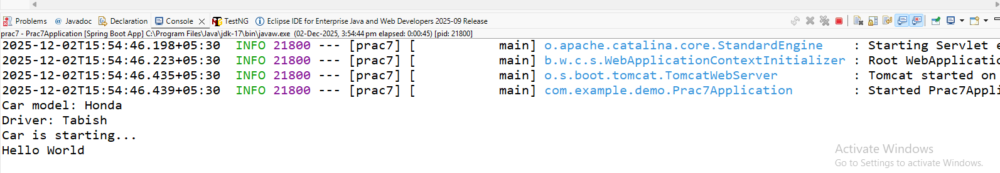 Problems @ Javadoc Declaration Console TestNG Eclipse IDE for Enterprise Java and Web Developers 2025-09 Release
prac7 - Prac7Application [Spring Boot App] C:\Program Files\Java\jdk-17\bin\javaw.exe (02-Dec-2025, 3:54:44 pm elapsed: 0:00:45) [pid: 21800]
2025-12-02T15:54:46.198+05:30  INFO 21800 --- [prac7] [           main] o.apache.catalina.core.StandardEngine    : Starting Servlet e
2025-12-02T15:54:46.223+05:30  INFO 21800 --- [prac7] [           main] b.w.c.s.WebApplicationContextInitializer : Root WebApplicatio
2025-12-02T15:54:46.435+05:30  INFO 21800 --- [prac7] [           main] o.s.boot.tomcat.TomcatWebServer          : Tomcat started on
2025-12-02T15:54:46.439+05:30  INFO 21800 --- [prac7] [           main] com.example.demo.Prac7Application        : Started Prac7Appli
Car model: Honda
Driver: Tabish
Car is starting...
Hello World
Activate Windows
Go to Settings to activate Windows.